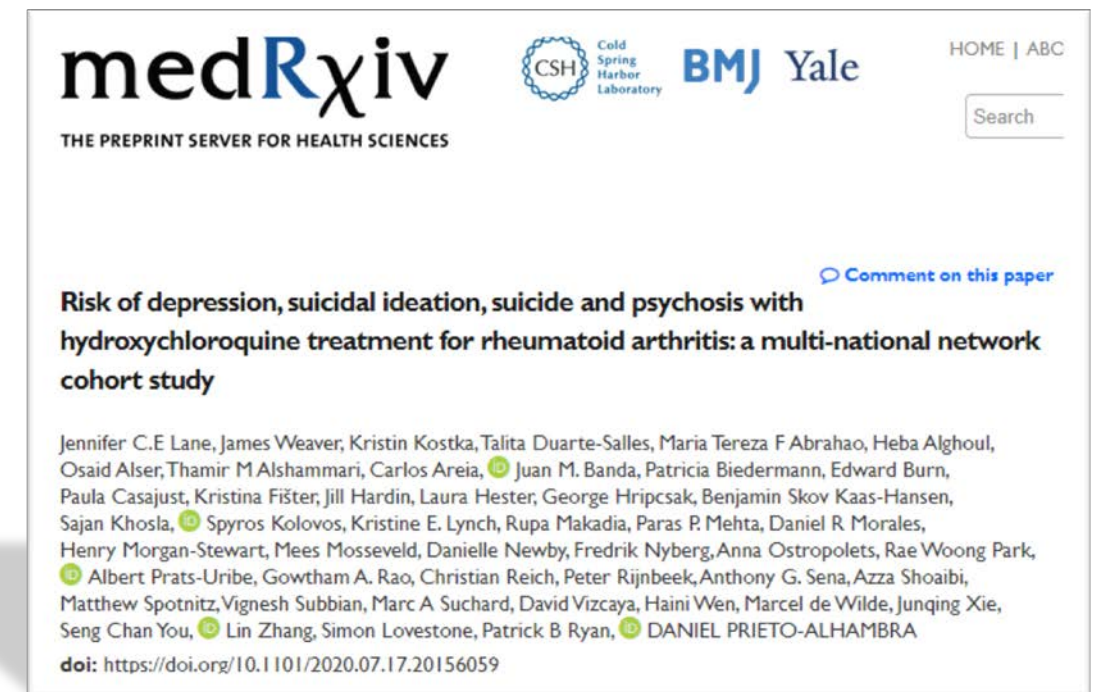 medRxiv
THE PREPRINT SERVER FOR HEALTH SCIENCES
CSH
Cold
Spring
Harbor
Laboratory
BMJ
Yale
HOME | ABC
Search
Comment on this paper
Risk of depression, suicidal ideation, suicide and psychosis with
hydroxychloroquine treatment for rheumatoid arthritis: a multi-national network
cohort study
Jennifer C.E Lane, James Weaver, Kristin Kostka, Talita Duarte-Salles, Maria Tereza F Abrahao, Heba Alghoul,
Osaid Alser, Thamir M Alshammari, Carlos Areia, iD Juan M. Banda, Patricia Biedermann, Edward Burn,
Paula Casajust, Kristina Fišter, Jill Hardin, Laura Hester, George Hripcsak, Benjamin Skov Kaas-Hansen,
Sajan Khosla, iD Spyros Kolovos, Kristine E. Lynch, Rupa Makadia, Paras P. Mehta, Daniel R Morales,
Henry Morgan-Stewart, Mees Mosseveld, Danielle Newby, Fredrik Nyberg, Anna Ostropolets, Rae Woong Park,
iD Albert Prats-Uribe, Gowtham A. Rao, Christian Reich, Peter Rijnbeek, Anthony G. Sena, Azza Shoaibi,
Matthew Spotnitz, Vignesh Subbian, Marc A Suchard, David Vizcaya, Haini Wen, Marcel de Wilde, Junqing Xie,
Seng Chan You, iD Lin Zhang, Simon Lovestone, Patrick B Ryan, iD DANIEL PRIETO-ALHAMBRA
doi: https://doi.org/10.1101/2020.07.17.20156059